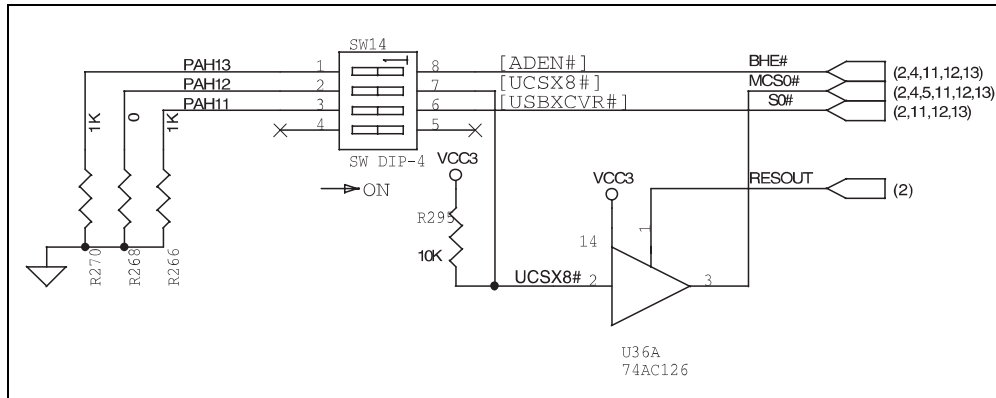 SW14
PAH13 1 8 [ADEN#] BHE#
PAH12 2 7 [UCSX8#] MCS0# (2,4,11,12,13)
PAH11 3 6 [USBXCVR#] S0# (2,4,5,11,12,13)
4 5 (2,11,12,13)
1K 0 1K
SW DIP-4 VCC3
ON
VCC3 RESOUT (2)
R295
10K
14 1
UCSX8# 2 3
R270 R268 R266
U36A
74AC126